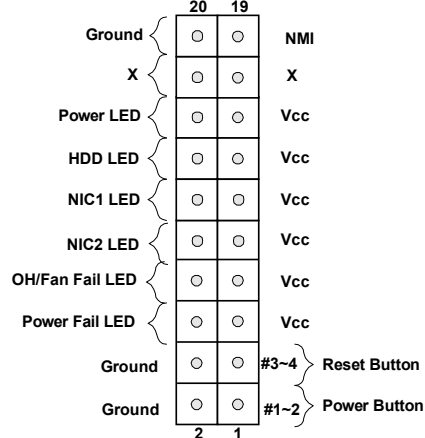 20 19
Ground NMI
X X
Power LED Vcc
HDD LED Vcc
NIC1 LED Vcc
NIC2 LED Vcc
OH/Fan Fail LED Vcc
Power Fail LED Vcc
Ground #3~4 Reset Button
Ground #1~2 Power Button
2 1